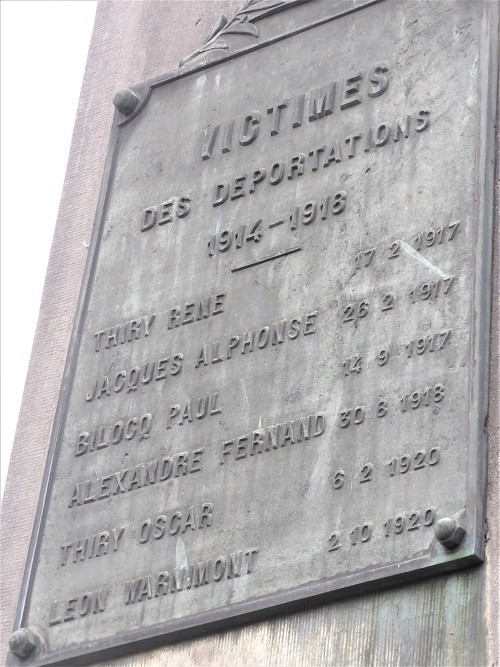 VICTIMES
DES DEPORTATIONS
1914-1918
THIRY RENE 17 2 1917
JACQUES ALPHONSE 26 2 1917
BILOCQ PAUL 14 9 1917
ALEXANDRE FERNAND 30 6 1918
THIRY OSCAR 6 2 1920
LEON WARNIMONT 2 10 1920